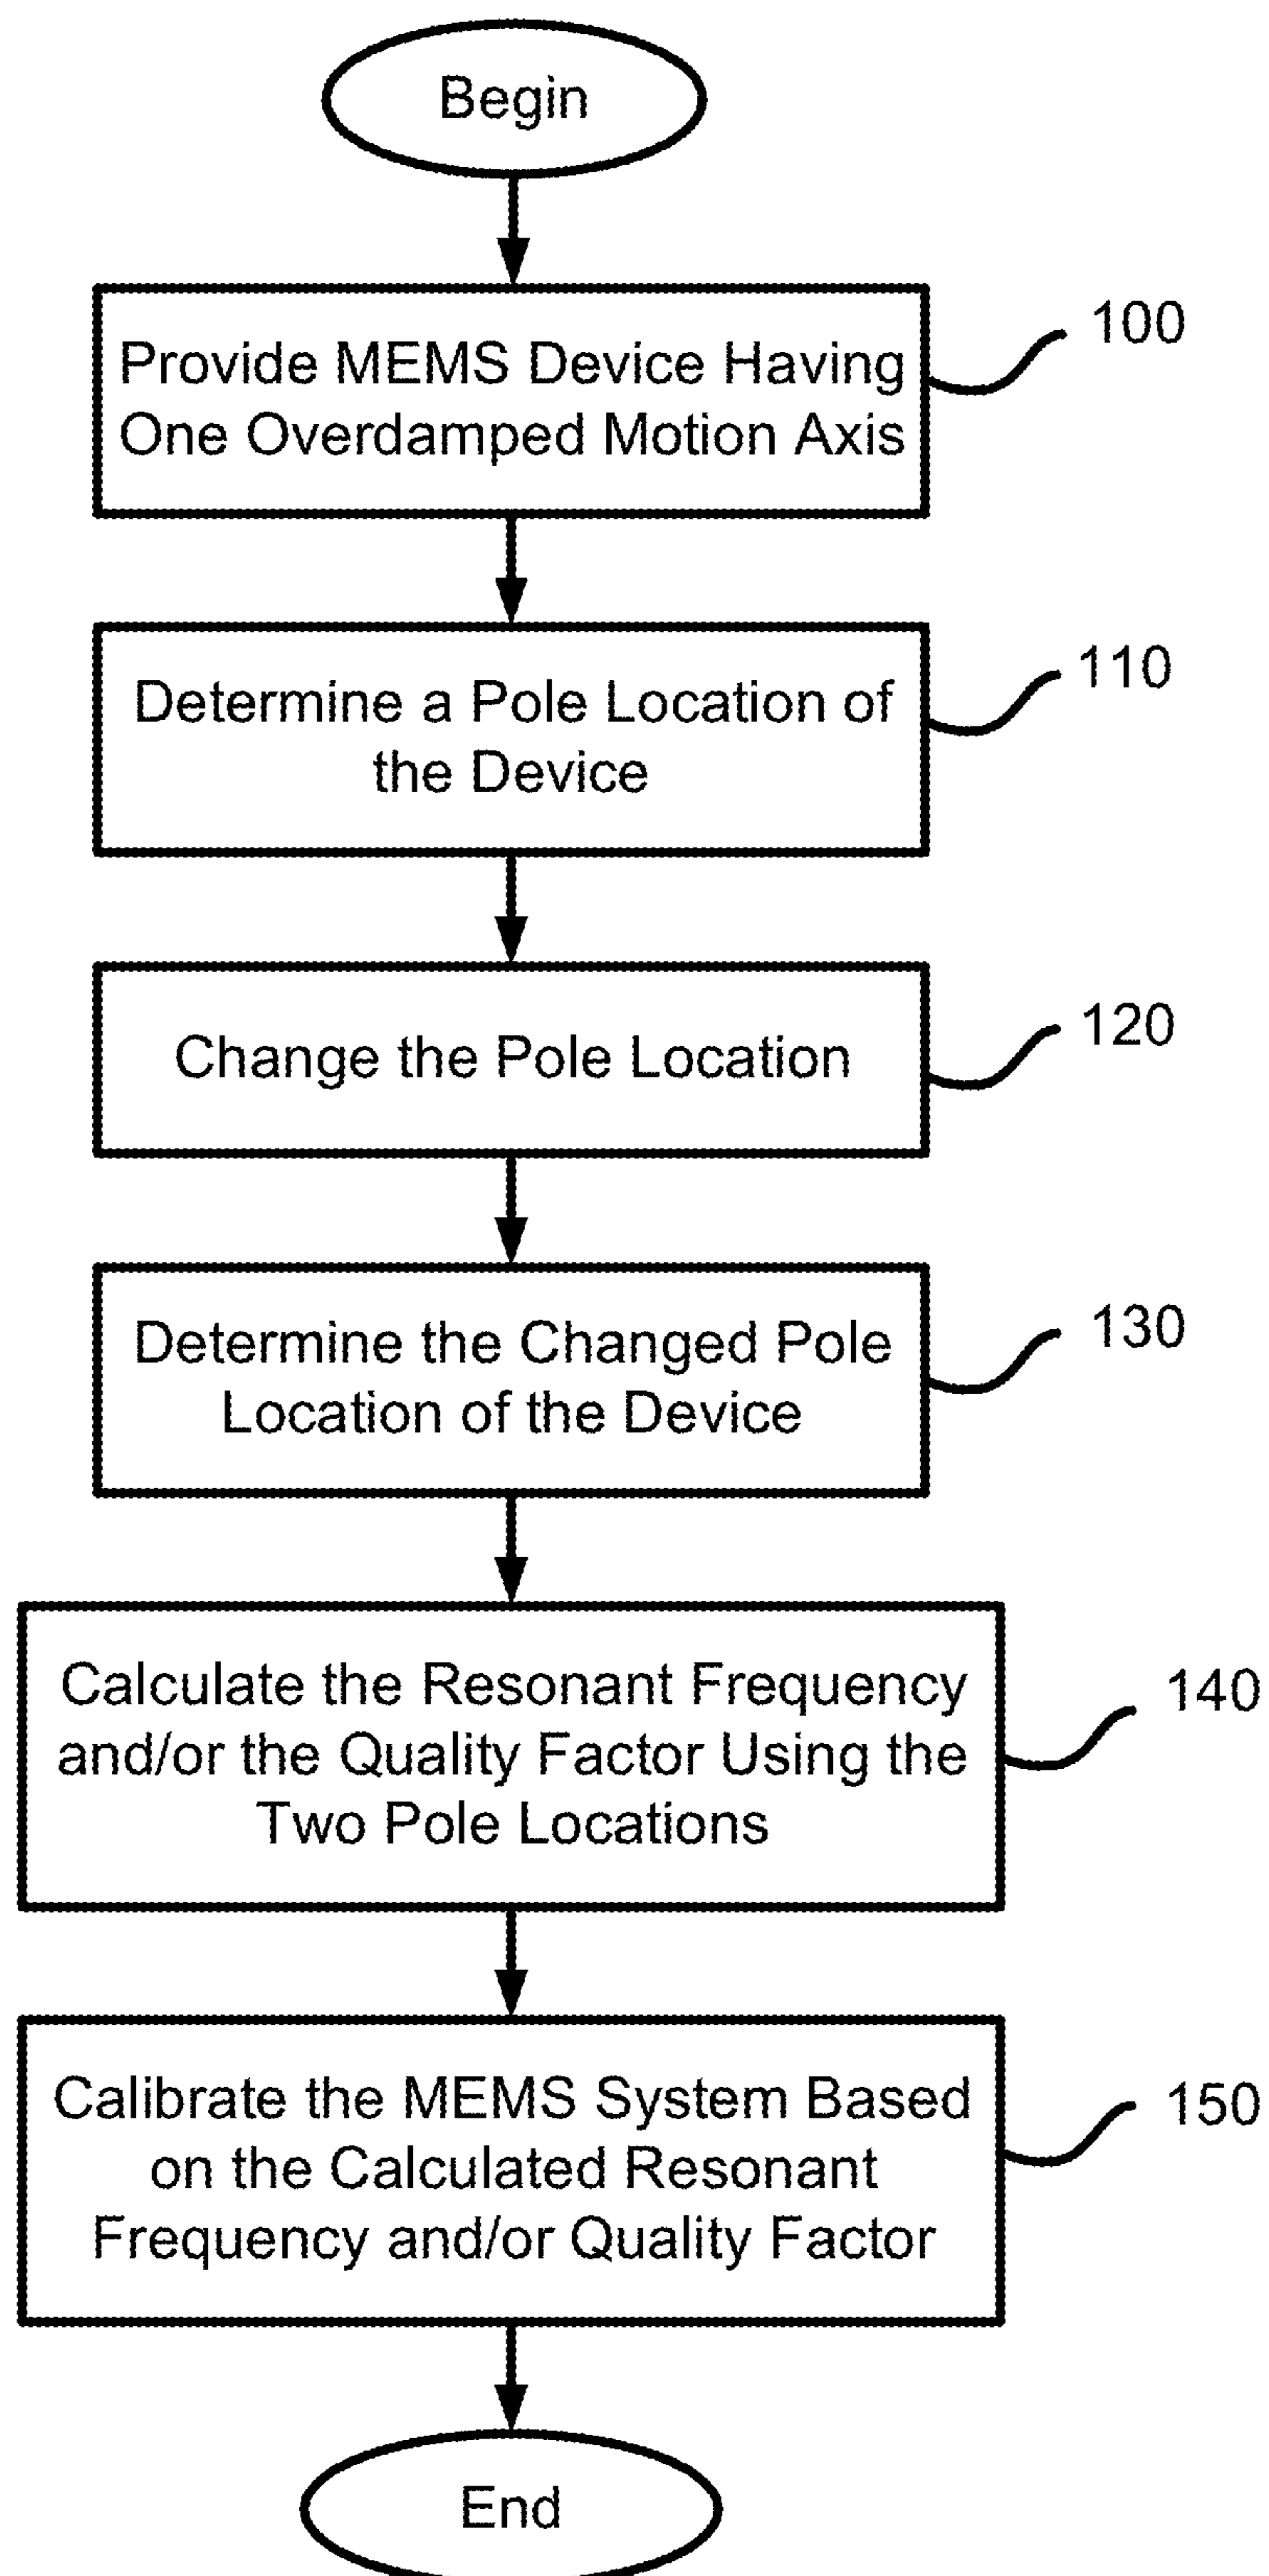 Begin
Provide MEMS Device Having
One Overdamped Motion Axis
100
Determine a Pole Location of
the Device
110
Change the Pole Location
120
Determine the Changed Pole
Location of the Device
130
Calculate the Resonant Frequency
and/or the Quality Factor Using the
Two Pole Locations
140
Calibrate the MEMS System Based
on the Calculated Resonant
Frequency and/or Quality Factor
150
End